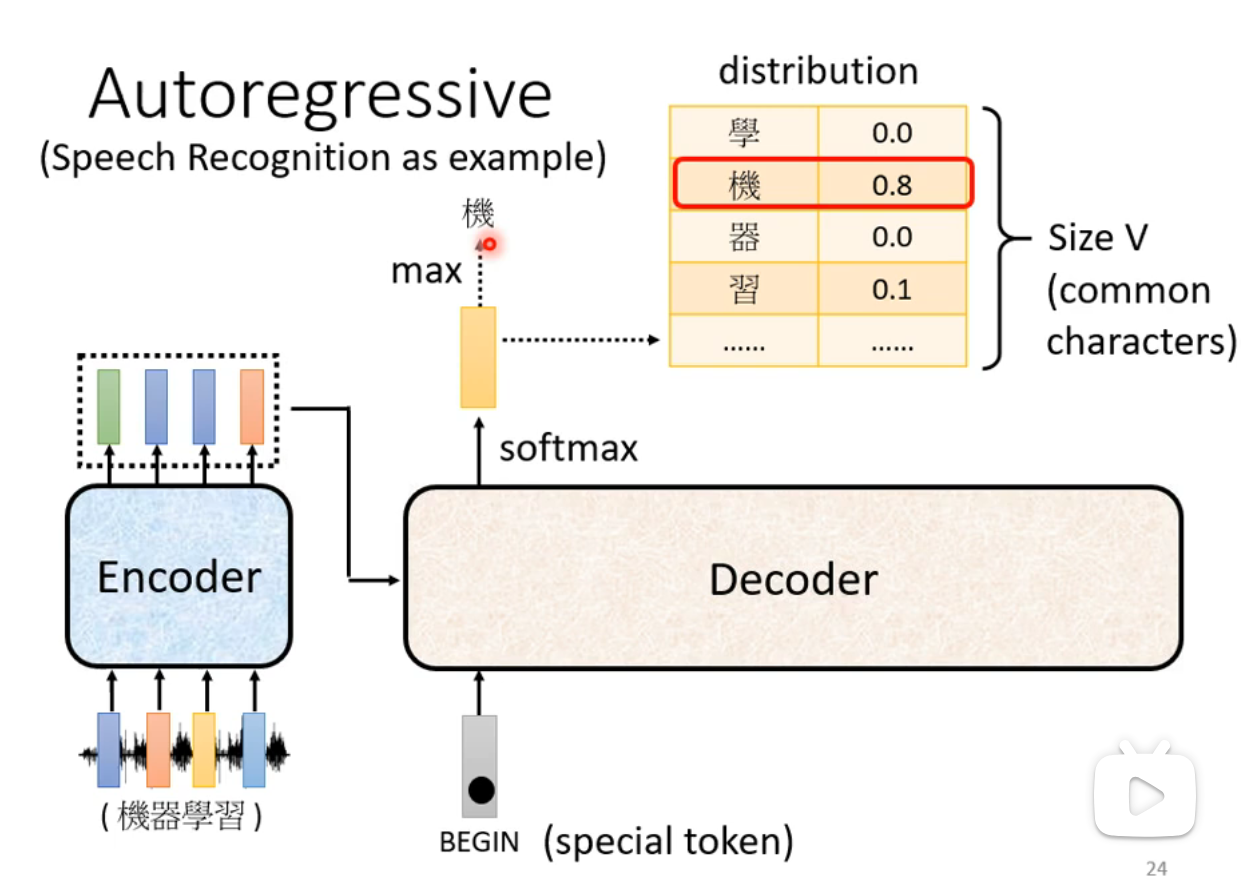 Autoregressive
(Speech Recognition as example)
distribution
學 0.0
機 0.8
器 0.0
習 0.1
...... ......
Size V
(common
characters)
機
max
softmax
Encoder
Decoder
( 機器學習 )
BEGIN (special token)
24